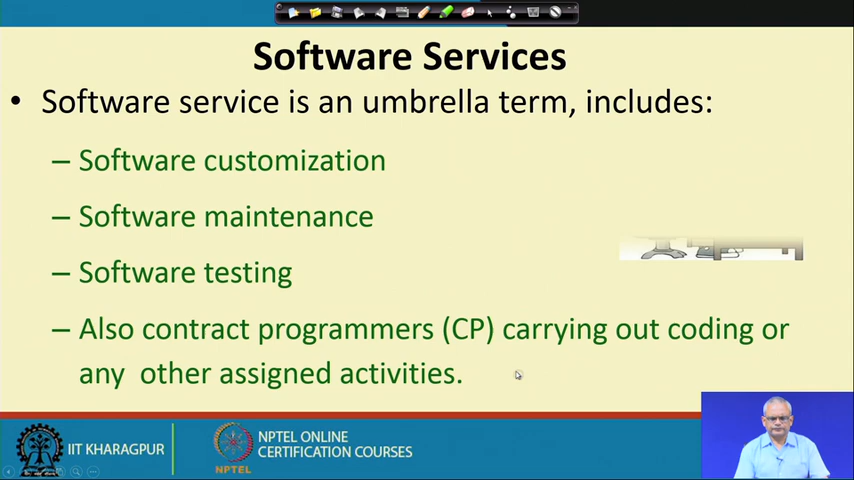 Software Services
• Software service is an umbrella term, includes:
– Software customization
– Software maintenance
– Software testing
– Also contract programmers (CP) carrying out coding or
any other assigned activities.
IIT KHARAGPUR
NPTEL
NPTEL ONLINE
CERTIFICATION COURSES